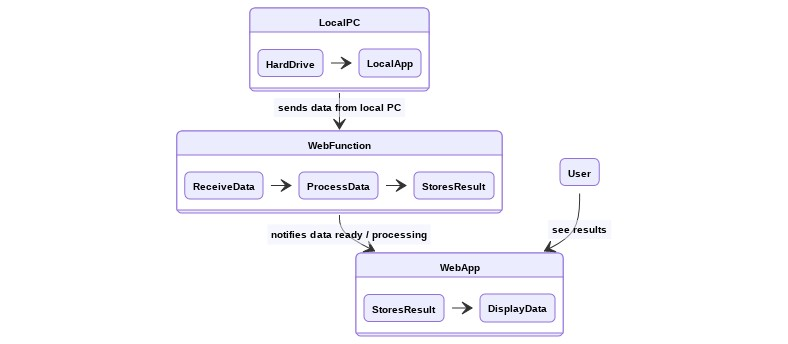 LocalPC
HardDrive
LocalApp
sends data from local PC
WebFunction
ReceiveData
ProcessData
StoresResult
User
notifies data ready / processing
see results
WebApp
StoresResult
DisplayData